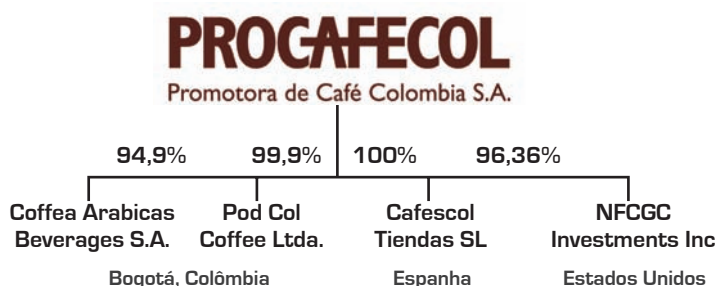 PROCAFECOL
Promotora de Café Colombia S.A.
94,9% 99,9% 100% 96,36%
Coffea Arabicas Pod Col Cafescol NFCGC
Beverages S.A. Coffee Ltda. Tiendas SL Investments Inc
Bogotá, Colômbia Espanha Estados Unidos